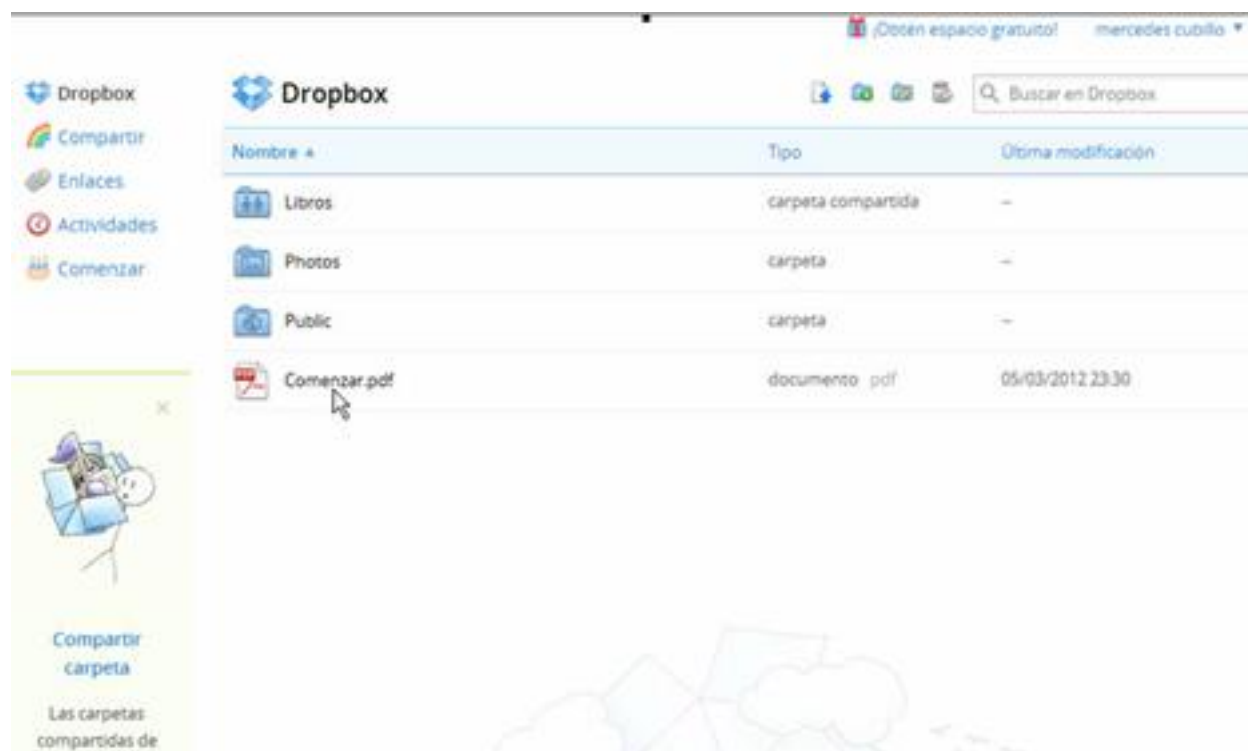 ¡Obtén espacio gratuito! mercedes cubillo
Dropbox
Compartir
Enlaces
Actividades
Comenzar
Dropbox
Buscar en Dropbox
Nombre Tipo Última modificación
Libros carpeta compartida --
Photos carpeta --
Public carpeta --
Comenzar.pdf documento pdf 05/03/2012 23:30
Compartir
carpeta
Las carpetas
compartidas de